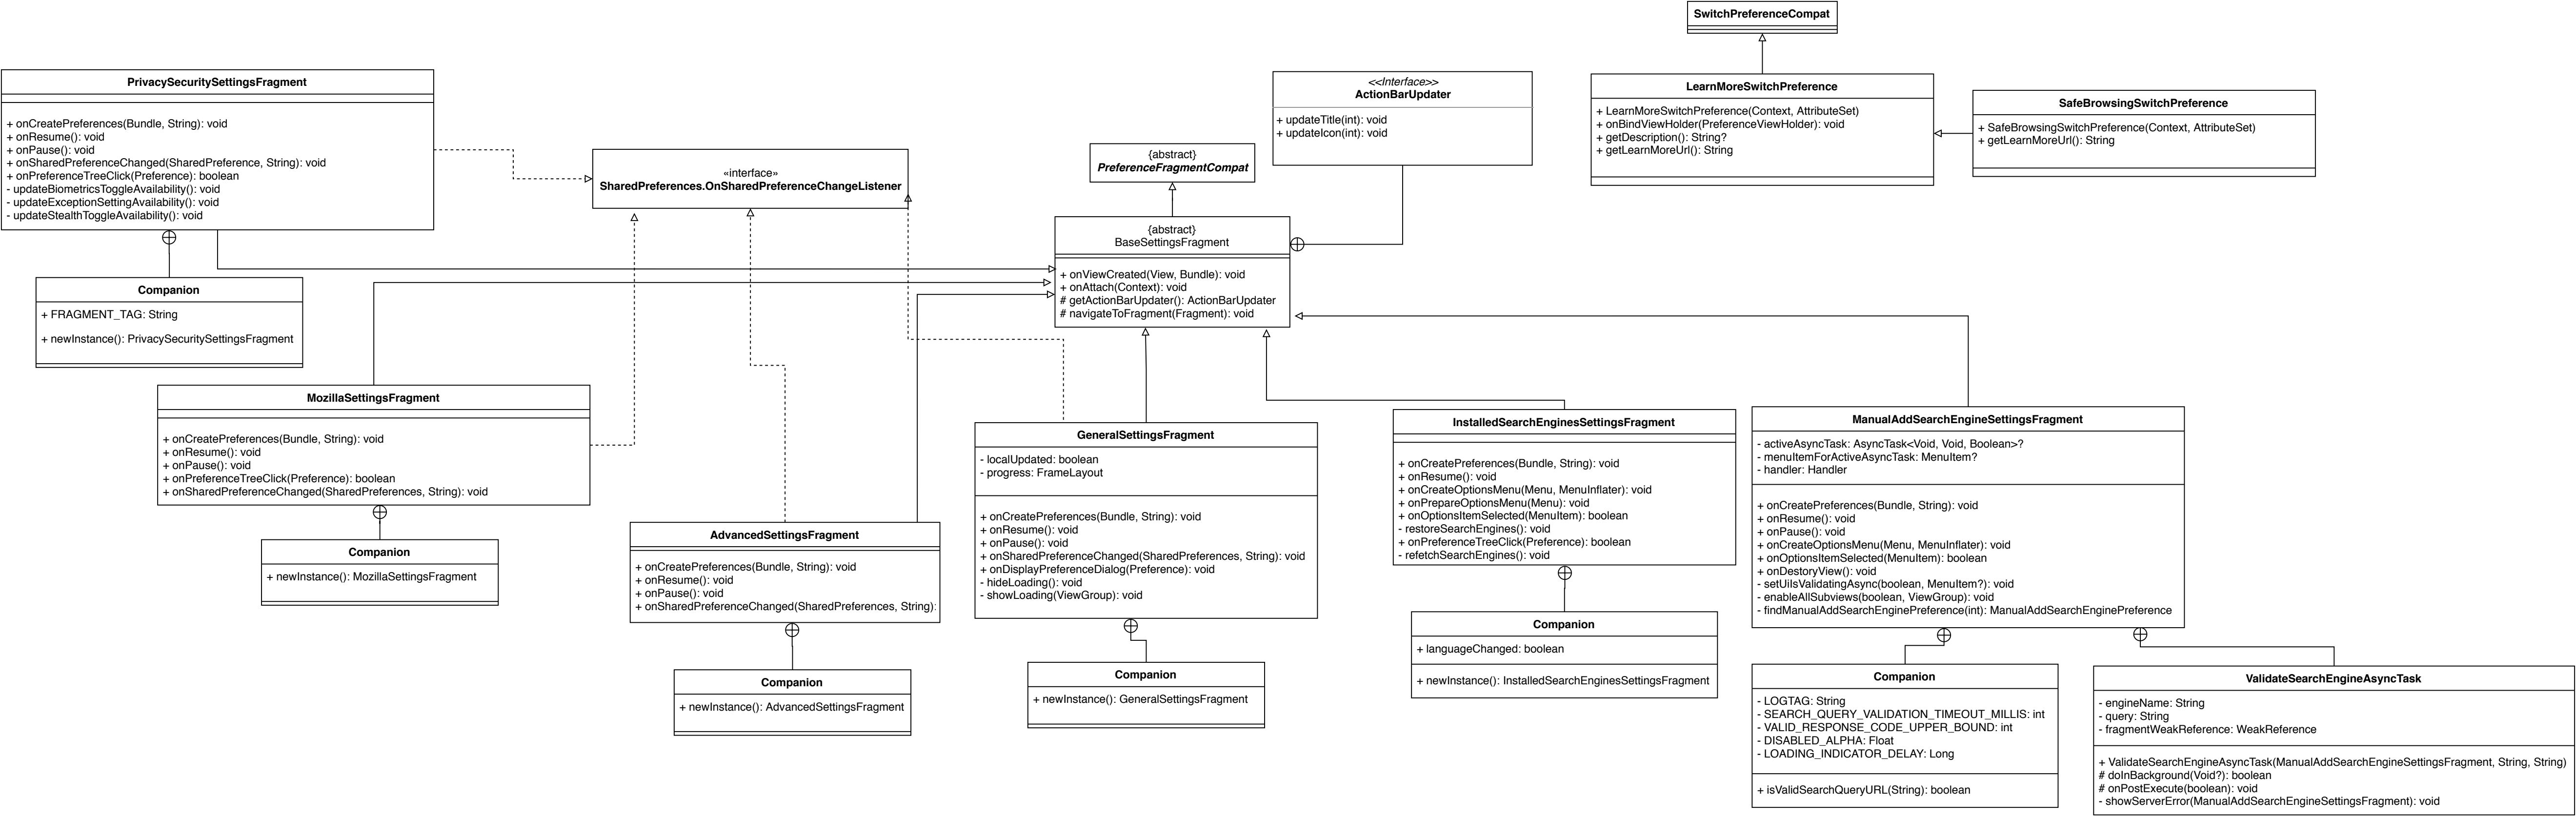 SwitchPreferenceCompat
PrivacySecuritySettingsFragment
+ onCreatePreferences(Bundle, String): void
+ onResume(): void
+ onPause(): void
+ onSharedPreferenceChanged(SharedPreference, String): void
+ onPreferenceTreeClick(Preference): boolean
- updateBiometricsToggleAvailability(): void
- updateExceptionSettingAvailability(): void
- updateStealthToggleAvailability(): void
Companion
+ FRAGMENT_TAG: String
+ newInstance(): PrivacySecuritySettingsFragment
«interface»
SharedPreferences.OnSharedPreferenceChangeListener
{abstract}
PreferenceFragmentCompat
<<Interface>>
ActionBarUpdater
+ updateTitle(int): void
+ updateIcon(int): void
LearnMoreSwitchPreference
+ LearnMoreSwitchPreference(Context, AttributeSet)
+ onBindViewHolder(PreferenceViewHolder): void
+ getDescription(): String?
+ getLearnMoreUrl(): String
SafeBrowsingSwitchPreference
+ SafeBrowsingSwitchPreference(Context, AttributeSet)
+ getLearnMoreUrl(): String
{abstract}
BaseSettingsFragment
+ onViewCreated(View, Bundle): void
+ onAttach(Context): void
# getActionBarUpdater(): ActionBarUpdater
# navigateToFragment(Fragment): void
MozillaSettingsFragment
+ onCreatePreferences(Bundle, String): void
+ onResume(): void
+ onPause(): void
+ onPreferenceTreeClick(Preference): boolean
+ onSharedPreferenceChanged(SharedPreferences, String): void
Companion
+ newInstance(): MozillaSettingsFragment
AdvancedSettingsFragment
+ onCreatePreferences(Bundle, String): void
+ onResume(): void
+ onPause(): void
+ onSharedPreferenceChanged(SharedPreferences, String):
Companion
+ newInstance(): AdvancedSettingsFragment
GeneralSettingsFragment
- localUpdated: boolean
- progress: FrameLayout
+ onCreatePreferences(Bundle, String): void
+ onResume(): void
+ onPause(): void
+ onSharedPreferenceChanged(SharedPreferences, String): void
+ onDisplayPreferenceDialog(Preference): void
- hideLoading(): void
- showLoading(ViewGroup): void
Companion
+ newInstance(): GeneralSettingsFragment
InstalledSearchEnginesSettingsFragment
+ onCreatePreferences(Bundle, String): void
+ onResume(): void
+ onCreateOptionsMenu(Menu, MenuInflater): void
+ onPrepareOptionsMenu(Menu): void
+ onOptionsItemSelected(MenuItem): boolean
- restoreSearchEngines(): void
+ onPreferenceTreeClick(Preference): boolean
- refetchSearchEngines(): void
Companion
+ languageChanged: boolean
+ newInstance(): InstalledSearchEnginesSettingsFragment
ManualAddSearchEngineSettingsFragment
- activeAsyncTask: AsyncTask<Void, Void, Boolean>?
- menuItemForActiveAsyncTask: MenuItem?
- handler: Handler
+ onCreatePreferences(Bundle, String): void
+ onResume(): void
+ onPause(): void
+ onCreateOptionsMenu(Menu, MenuInflater): void
+ onOptionsItemSelected(MenuItem): boolean
+ onDestoryView(): void
- setUiIsValidatingAsync(boolean, MenuItem?): void
- enableAllSubviews(boolean, ViewGroup): void
- findManualAddSearchEnginePreference(int): ManualAddSearchEnginePreference
Companion
- LOGTAG: String
- SEARCH_QUERY_VALIDATION_TIMEOUT_MILLIS: int
- VALID_RESPONSE_CODE_UPPER_BOUND: int
- DISABLED_ALPHA: Float
- LOADING_INDICATOR_DELAY: Long
+ isValidSearchQueryURL(String): boolean
ValidateSearchEngineAsyncTask
- engineName: String
- query: String
- fragmentWeakReference: WeakReference
+ ValidateSearchEngineAsyncTask(ManualAddSearchEngineSettingsFragment, String, String)
# doInBackground(Void?): boolean
# onPostExecute(boolean): void
- showServerError(ManualAddSearchEngineSettingsFragment): void